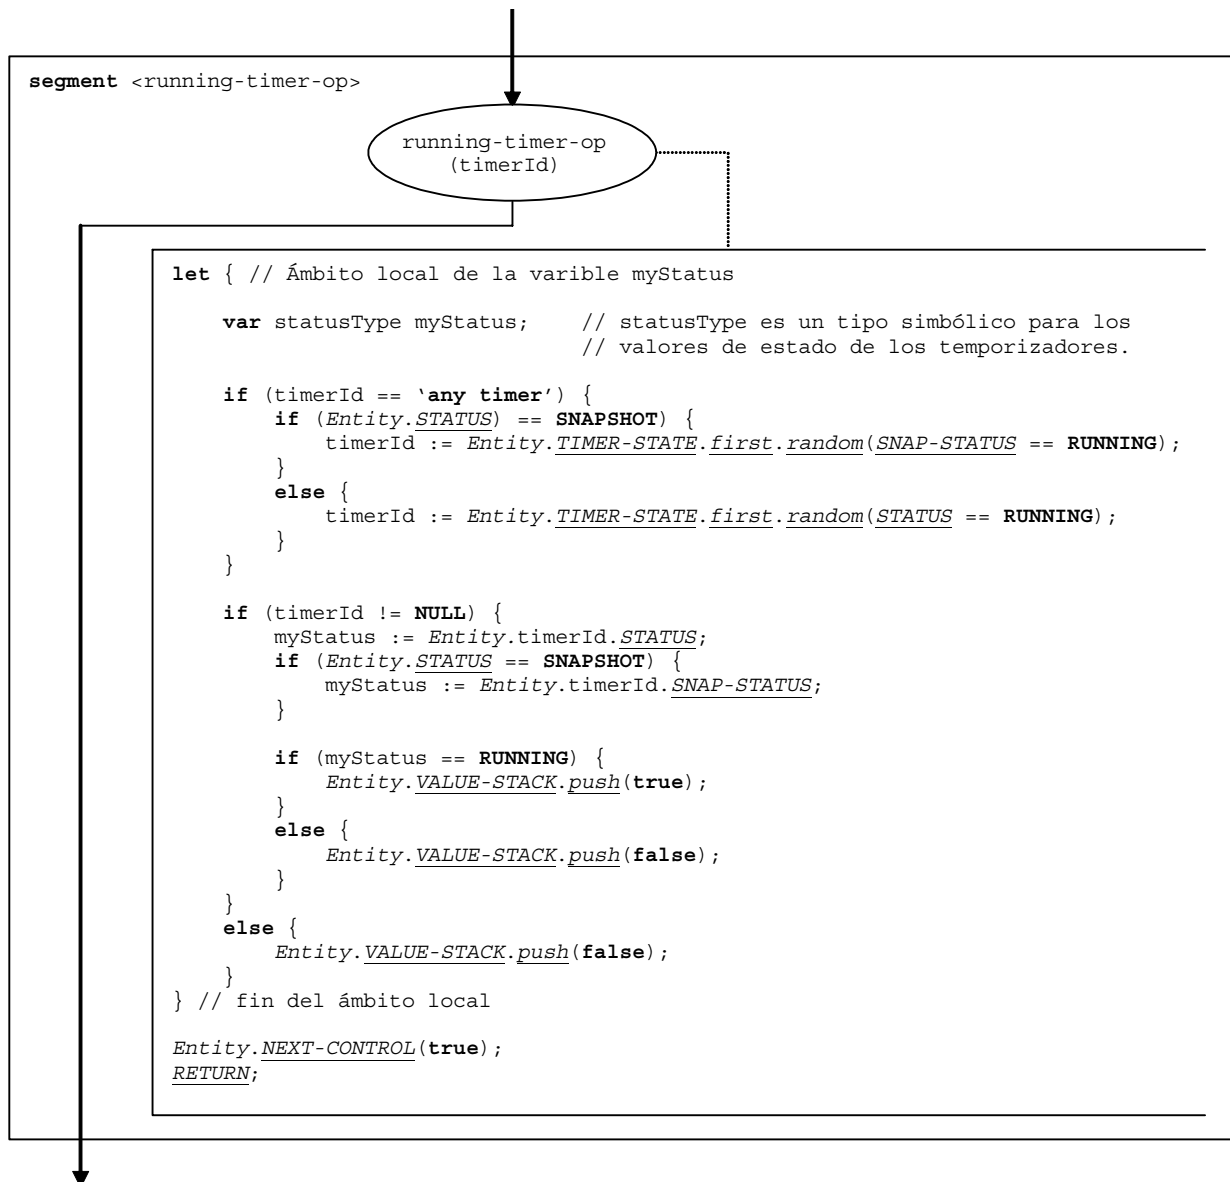 segment <running-timer-op>
running-timer-op
(timerId)
let { // Ámbito local de la varible myStatus
var statusType myStatus; // statusType es un tipo simbólico para los
// valores de estado de los temporizadores.
if (timerId == ‘any timer’) {
if (Entity.STATUS) == SNAPSHOT) {
timerId := Entity.TIMER-STATE.first.random(SNAP-STATUS == RUNNING);
}
else {
timerId := Entity.TIMER-STATE.first.random(STATUS == RUNNING);
}
}
if (timerId != NULL) {
myStatus := Entity.timerId.STATUS;
if (Entity.STATUS == SNAPSHOT) {
myStatus := Entity.timerId.SNAP-STATUS;
}
if (myStatus == RUNNING) {
Entity.VALUE-STACK.push(true);
}
else {
Entity.VALUE-STACK.push(false);
}
}
else {
Entity.VALUE-STACK.push(false);
}
} // fin del ámbito local
Entity.NEXT-CONTROL(true);
RETURN;